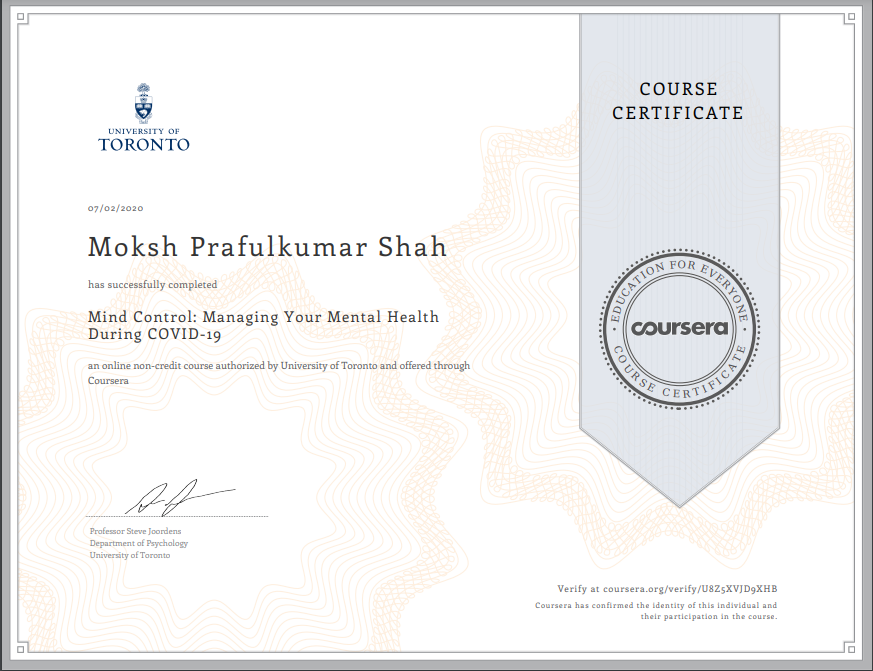 UNIVERSITY OF
TORONTO
07/02/2020
Moksh Prafulkumar Shah
has successfully completed
Mind Control: Managing Your Mental Health
During COVID-19
an online non-credit course authorized by University of Toronto and offered through
Coursera
Professor Steve Joordens
Department of Psychology
University of Toronto
COURSE
CERTIFICATE
EDUCATION FOR EVERYONE
coursera
COURSE CERTIFICATE
Verify at coursera.org/verify/U8Z5XVJD9XHB
Coursera has confirmed the identity of this individual and
their participation in the course.